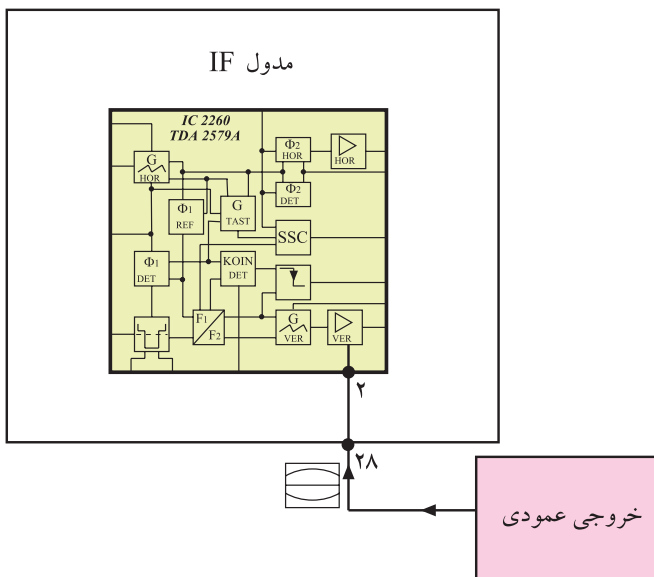 مدول IF
IC 2260
TDA 2579A
G
HOR
Φ2
HOR
HOR
Φ1
REF
G
TAST
Φ2
DET
SSC
Φ1
DET
KOIN
DET
F1
F2
G
VER
VER
۲
۲۸
خروجی عمودی